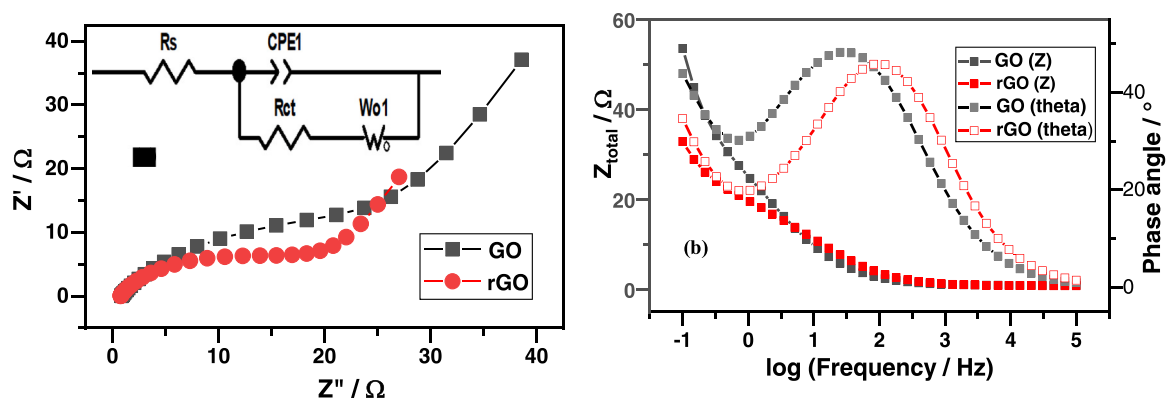 40
30
20
10
0
0
10
20
30
40
Z' / Ω
Z" / Ω
Rs
CPE1
Rct
Wo1
GO
rGO
60
40
20
0
40
20
0
-1
0
1
2
3
4
5
Z total / Ω
Phase angle / °
log (Frequency / Hz)
(b)
GO (Z)
rGO (Z)
GO (theta)
rGO (theta)